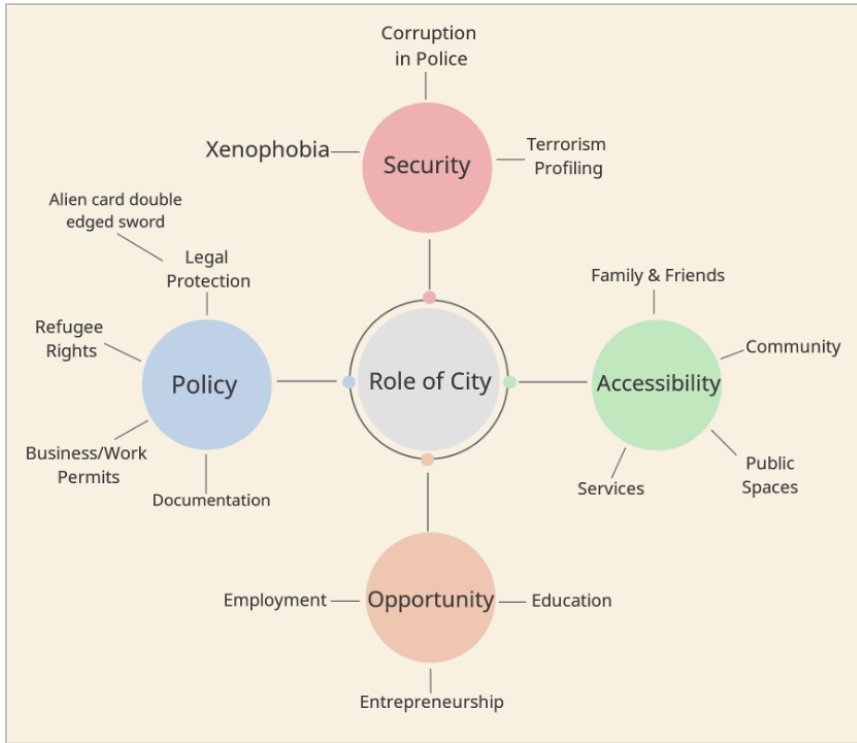 Corruption
in Police
Xenophobia
Security
Terrorism
Profiling
Alien card double
edged sword
Legal
Protection
Refugee
Rights
Policy
Business/Work
Permits
Documentation
Role of City
Family & Friends
Community
Accessibility
Public
Spaces
Services
Employment
Opportunity
Education
Entrepreneurship